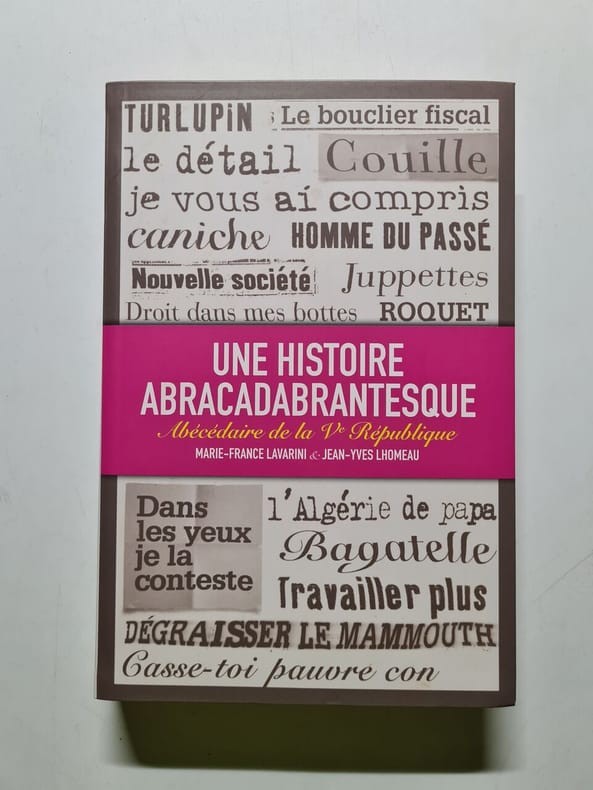 TURLUPiN Le bouclier fiscal
le détail Couille
je vous ai compris
caniche HOMME DU PASSÉ
Nouvelle société Juppettes
Droit dans mes bottes ROQUET
UNE HISTOIRE
ABRACADABRANTESQUE
Abécédaire de la Ve République
MARIE-FRANCE LAVARINI & JEAN-YVES LHOMEAU
Dans
les yeux
je la
conteste
l'Algérie de papa
Bagatelle
Travailler plus
DÉGRAISSER LE MAMMOUTH
Casse-toi pauvre con